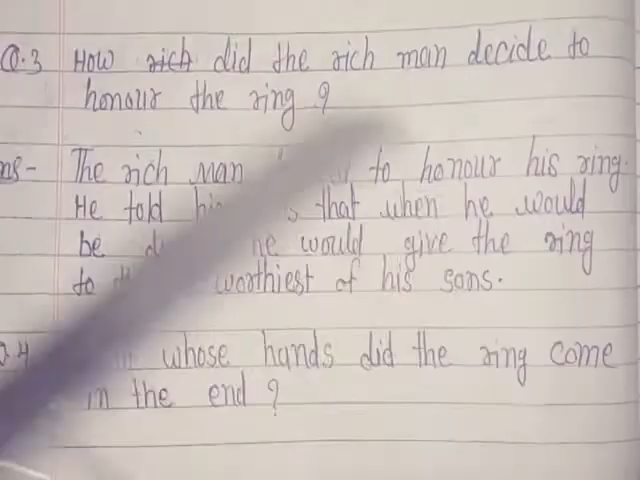 Q.3 How rich did the rich man decide to
honour the ring ?
ns- The rich man to honour his ring.
He told that when he would
be would give the ring
to worthiest of his sons.
whose hands did the ring come
in the end ?